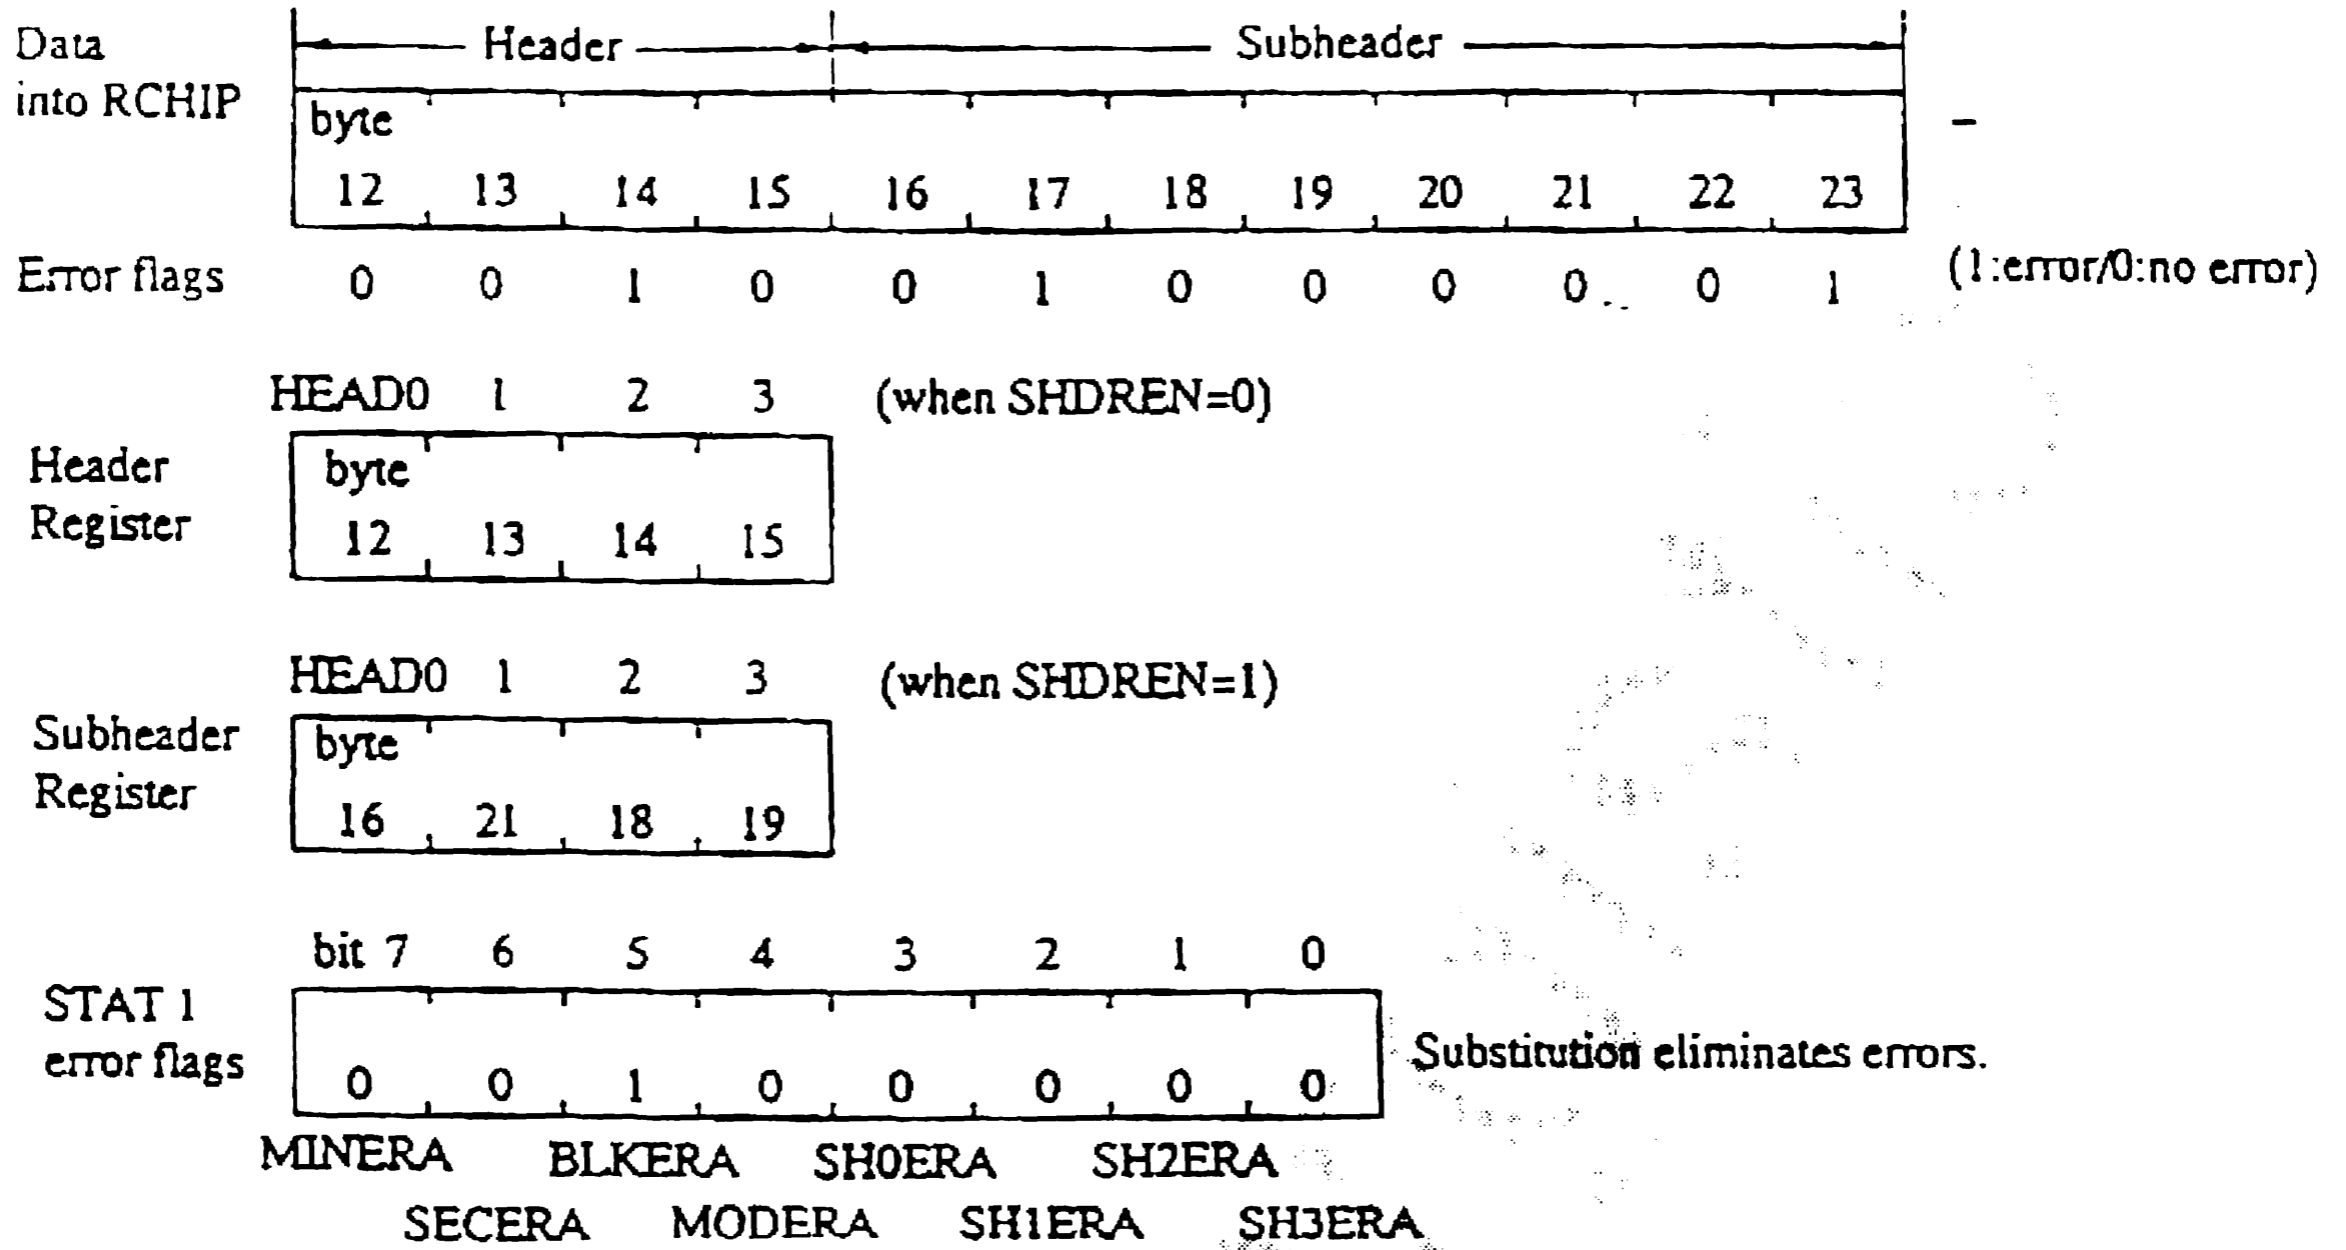 Data
into RCHIP
Header
Subheader
byte
12 13 14 15 16 17 18 19 20 21 22 23
Error flags 0 0 1 0 0 1 0 0 0 0 0 1 (1:error/0:no error)
HEAD0 1 2 3 (when SHDREN=0)
Header
Register
byte
12 13 14 15
HEAD0 1 2 3 (when SHDREN=1)
Subheader
Register
byte
16 21 18 19
bit 7 6 5 4 3 2 1 0
STAT 1
error flags
0 0 1 0 0 0 0 0
Substitution eliminates errors.
MINERA BLKERA SH0ERA SH2ERA
SECERA MODERA SH1ERA SH3ERA